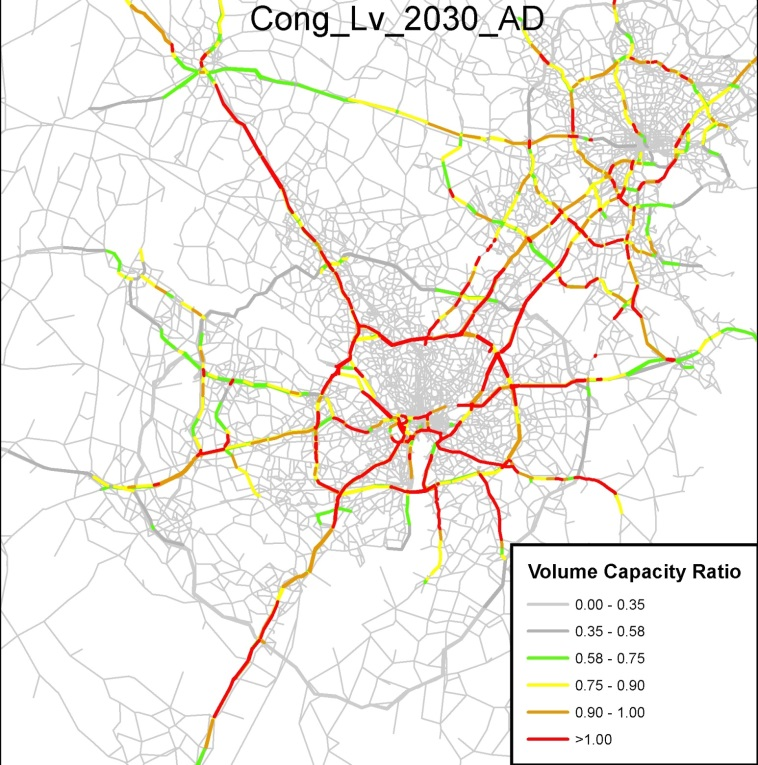 Cong_Lv_2030_AD
Volume Capacity Ratio
0.00 - 0.35
0.35 - 0.58
0.58 - 0.75
0.75 - 0.90
0.90 - 1.00
>1.00